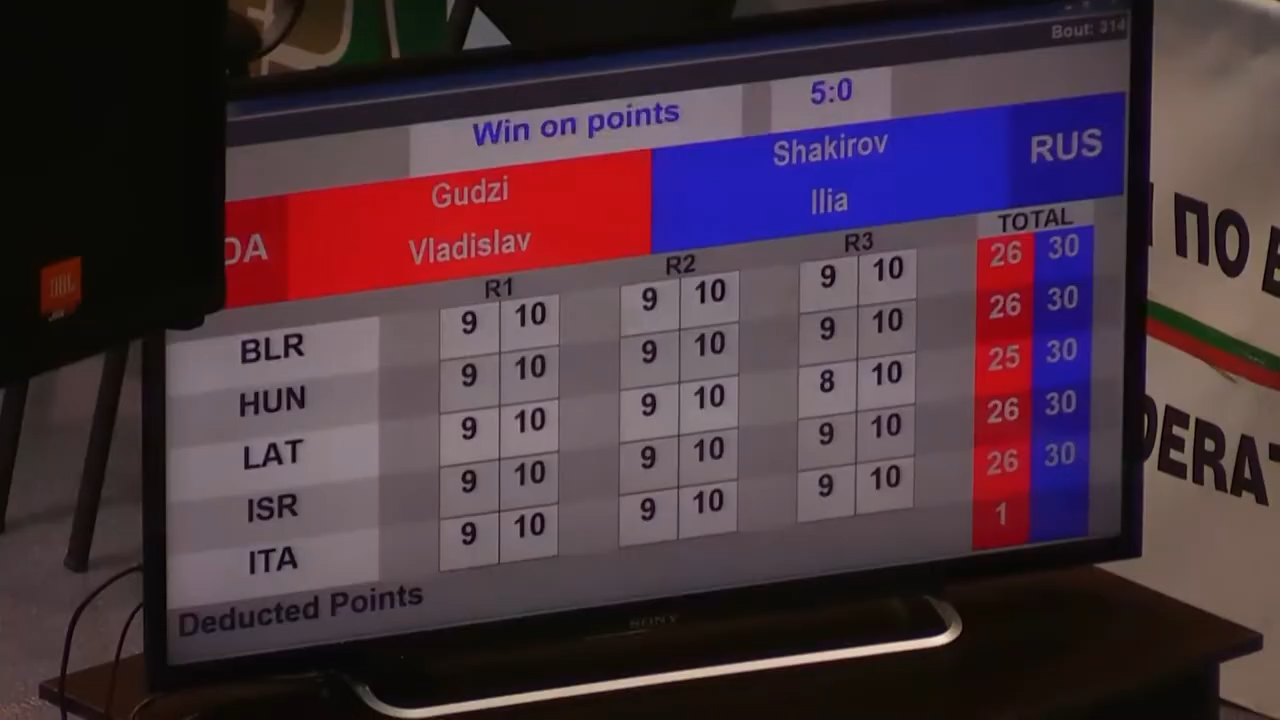 Bout: 314
Win on points 5:0
Gudzi Shakirov RUS
DA Vladislav Ilia
R1 R2 R3 TOTAL
BLR 9 10 9 10 9 10 26 30
HUN 9 10 9 10 9 10 26 30
LAT 9 10 9 10 8 10 25 30
ISR 9 10 9 10 9 10 26 30
ITA 9 10 9 10 9 10 26 30
Deducted Points 1
JBL
SONY
ПО
DERAT